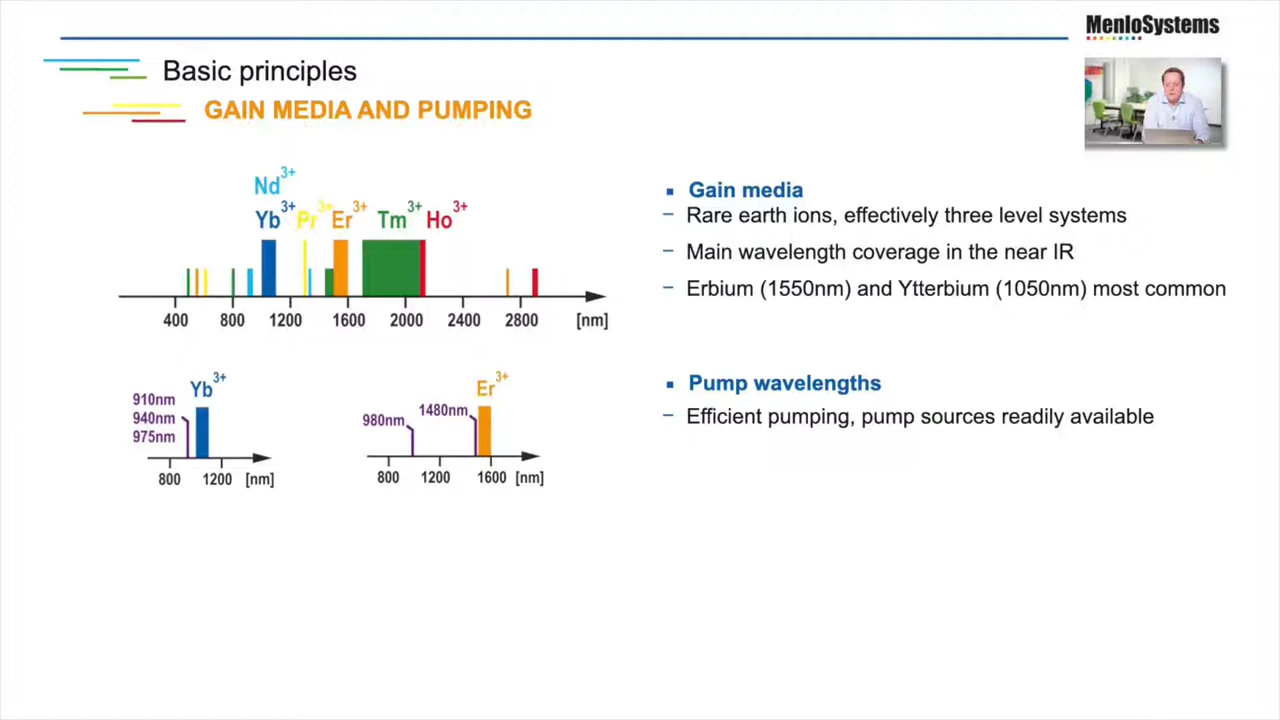 MenloSystems
Basic principles
GAIN MEDIA AND PUMPING
Nd3+
Yb3+ Pr3+ Er3+ Tm3+ Ho3+
400 800 1200 1600 2000 2400 2800 [nm]
910nm
940nm
975nm
Yb3+
800 1200 [nm]
980nm
1480nm
Er3+
800 1200 1600 [nm]
▪ Gain media
− Rare earth ions, effectively three level systems
− Main wavelength coverage in the near IR
− Erbium (1550nm) and Ytterbium (1050nm) most common
▪ Pump wavelengths
− Efficient pumping, pump sources readily available